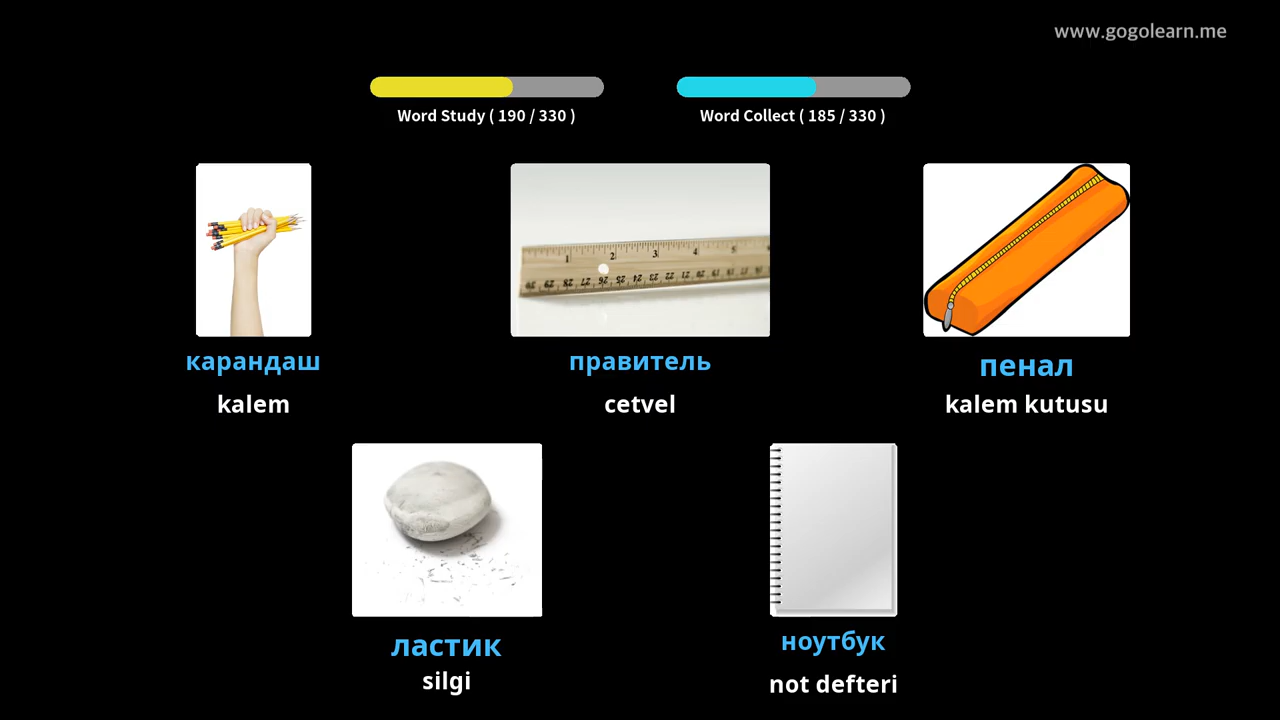 www.gogolearn.me
Word Study ( 190 / 330 )
Word Collect ( 185 / 330 )
карандаш
правитель
пенал
kalem
cetvel
kalem kutusu
ластик
ноутбук
silgi
not defteri